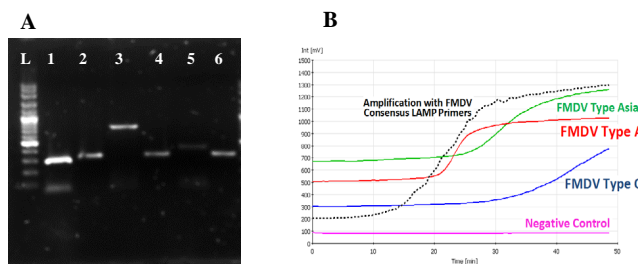 A
L 1 2 3 4 5 6
B
Int [mV]
1500
1400
1300
1200
1100
1000
900
800
700
600
500
400
300
200
100
0
0 10 20 30 40 50
Time [min]
Amplification with FMDV
Consensus LAMP Primers
FMDV Type Asia
FMDV Type A
FMDV Type
Negative Control